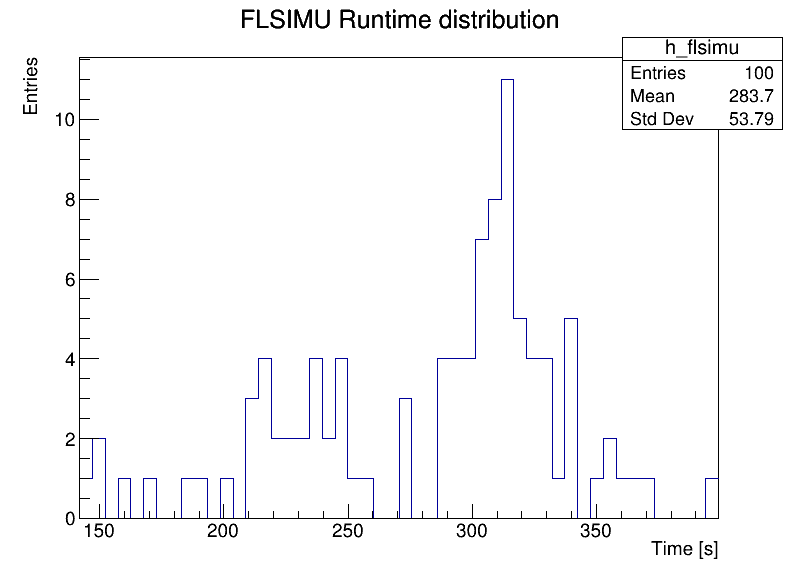 FLSIMU Runtime distribution
h_flsimu
Entries 100
Mean 283.7
Std Dev 53.79
Entries
10
8
6
4
2
0
150 200 250 300 350
Time [s]